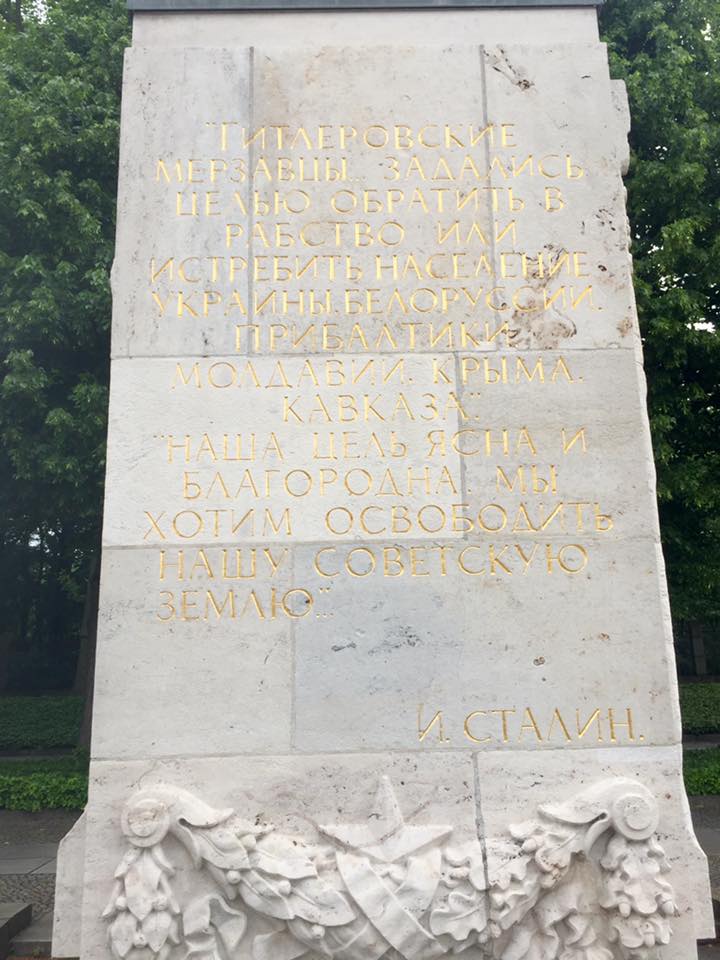 "ГИТЛЕРОВСКИЕ
МЕРЗАВЦЫ... ЗАДАЛИСЬ
ЦЕЛЬЮ ОБРАТИТЬ В
РАБСТВО ИЛИ
ИСТРЕБИТЬ НАСЕЛЕНИЕ
УКРАИНЫ, БЕЛОРУССИИ,
ПРИБАЛТИКИ,
МОЛДАВИИ, КРЫМА,
КАВКАЗА".
"НАША ЦЕЛЬ ЯСНА И
БЛАГОРОДНА. МЫ
ХОТИМ ОСВОБОДИТЬ
НАШУ СОВЕТСКУЮ
ЗЕМЛЮ"...
И. СТАЛИН.